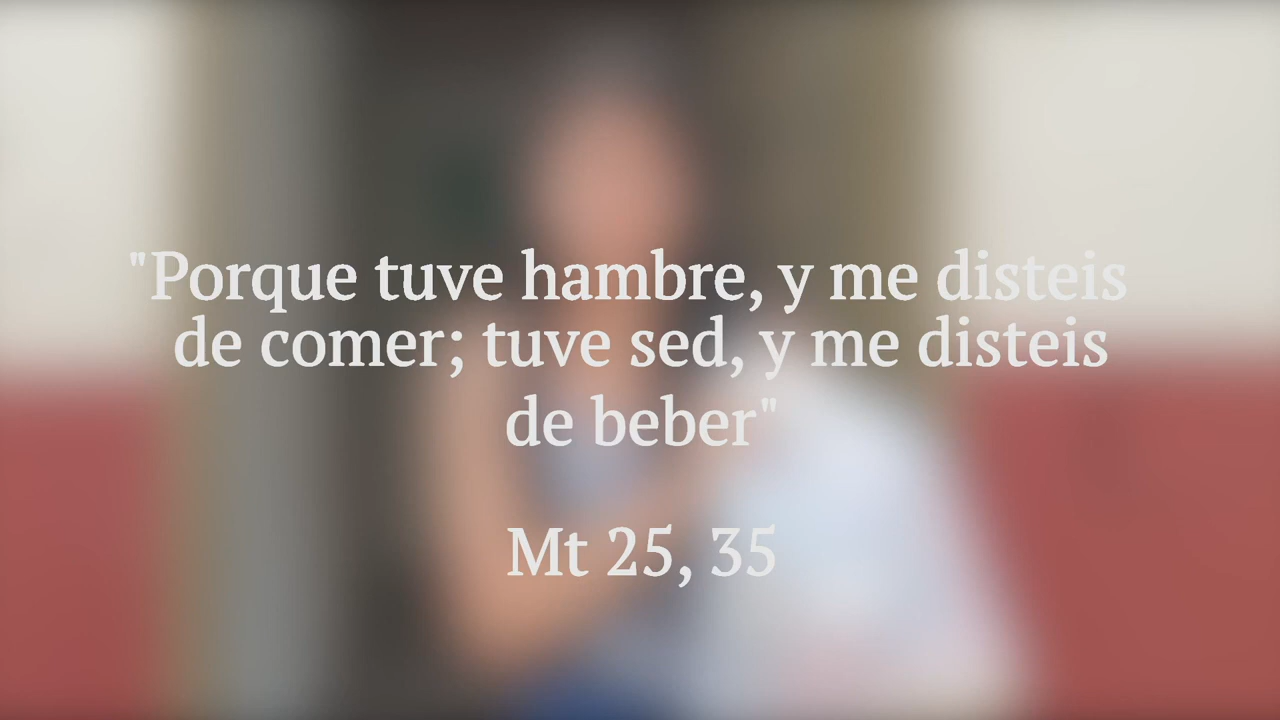 "Porque tuve hambre, y me disteis
de comer; tuve sed, y me disteis
de beber"
Mt 25, 35